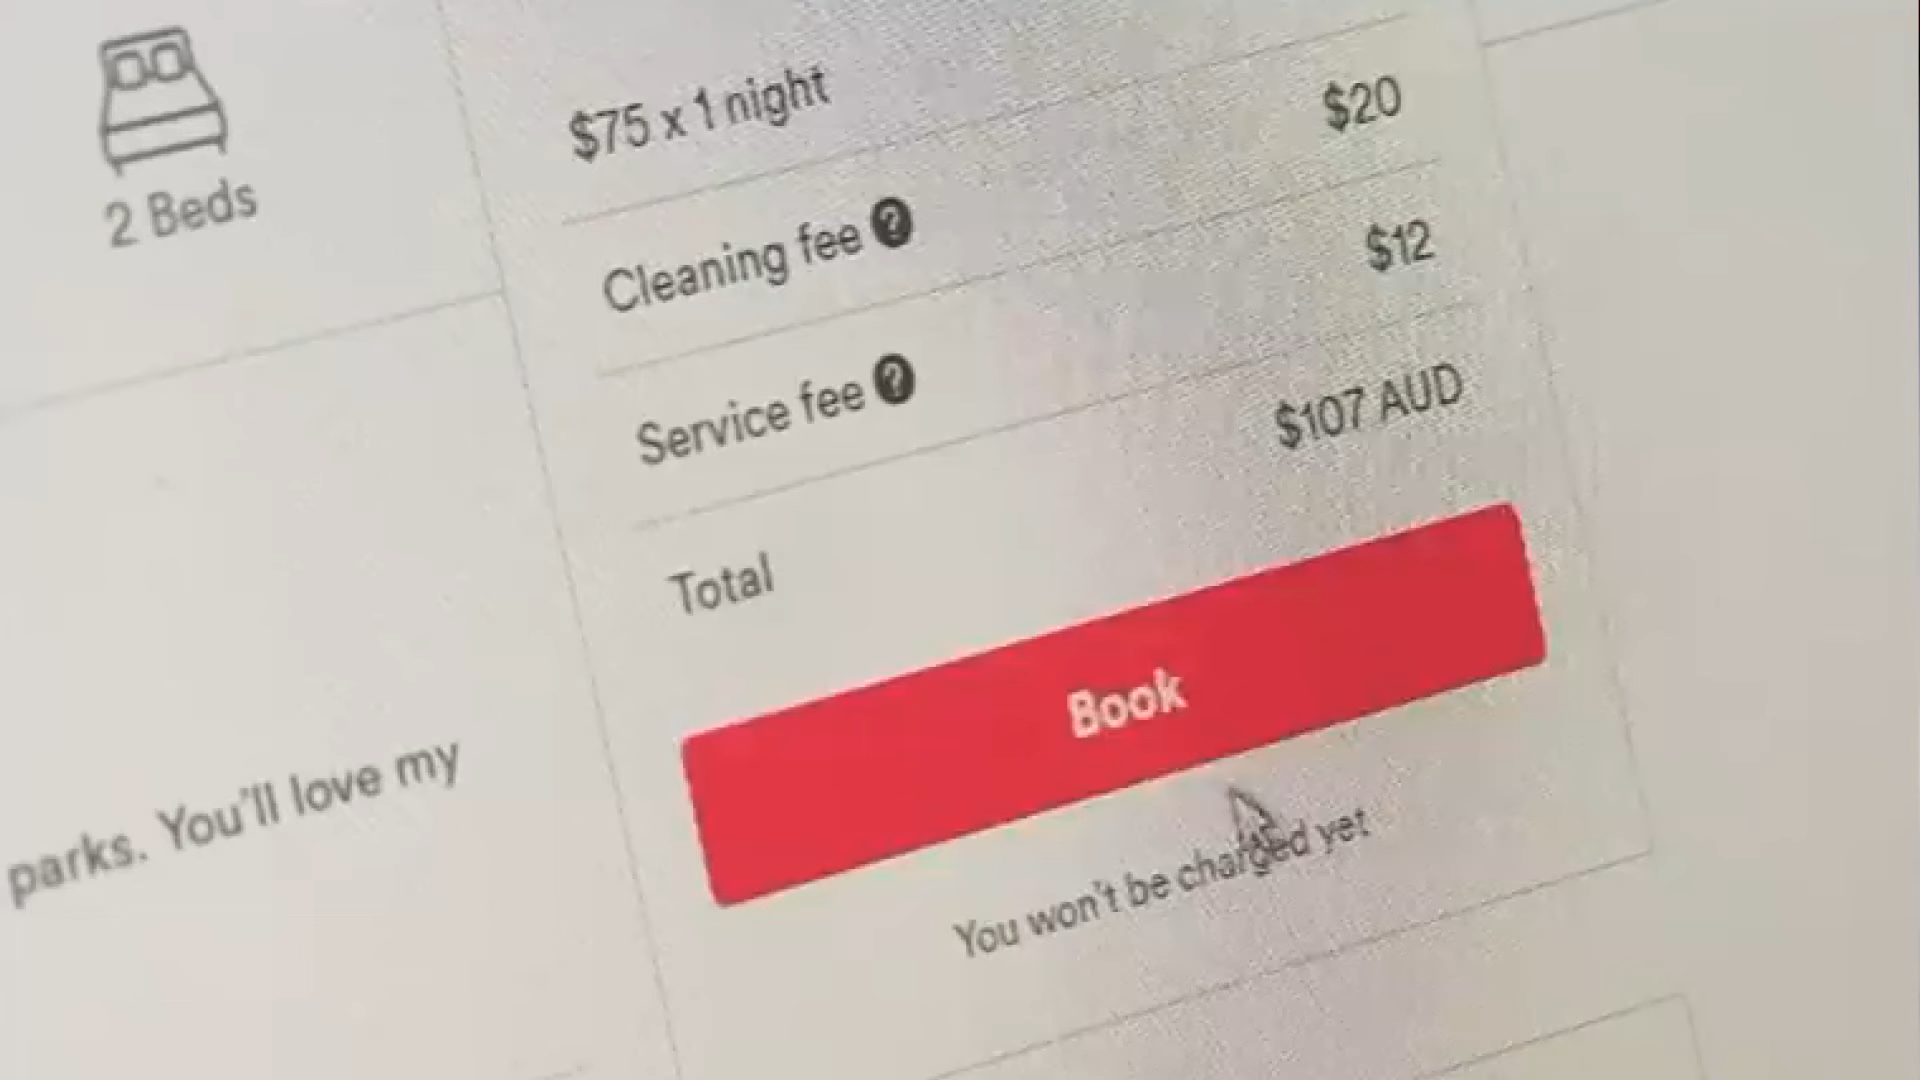 2 Beds
parks. You'll love my
$75 x 1 night
Cleaning fee ? $20
Service fee ? $12
Total $107 AUD
Book
You won't be charged yet